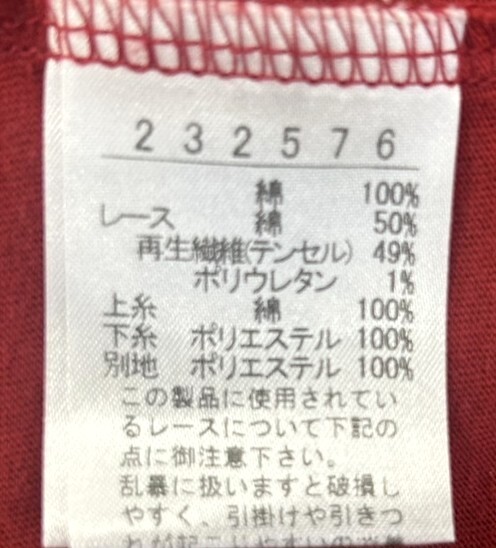 232576
綿 100%
レース 綿 50%
再生繊維(テンセル) 49%
ポリウレタン 1%
上糸 綿 100%
下糸 ポリエステル 100%
別地 ポリエステル 100%
この製品に使用されてい
るレースについて下記の
点に御注意下さい。
乱暴に扱いますと破損し
やすく、引掛けや引きつ